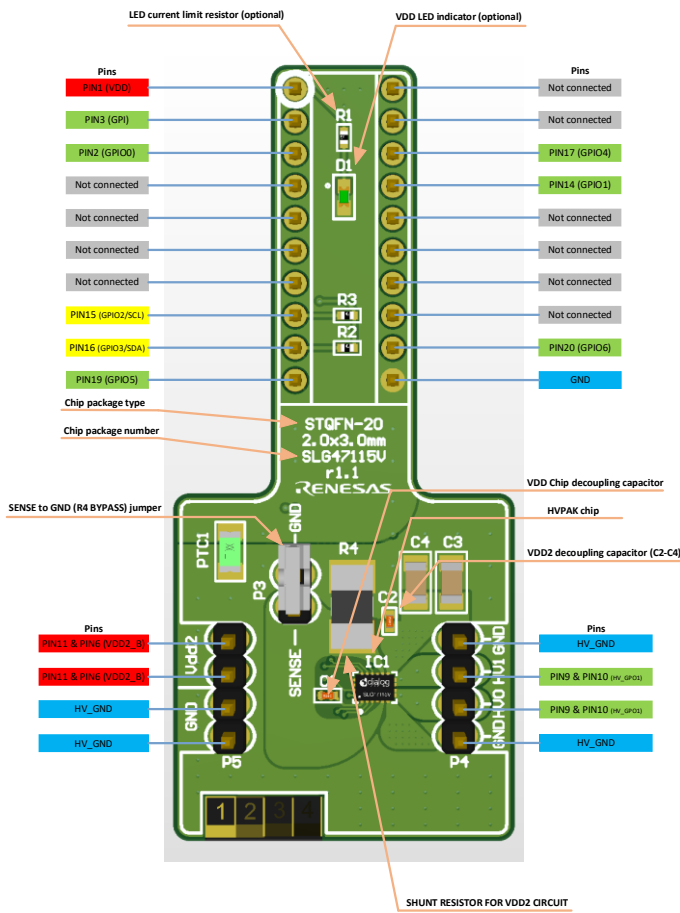 LED current limit resistor (optional)
VDD LED indicator (optional)
Pins
Pins
PIN1 (VDD)
Not connected
PIN3 (GPI)
R1
Not connected
PIN2 (GPIO0)
PIN17 (GPIO4)
D1
Not connected
PIN14 (GPIO1)
Not connected
Not connected
Not connected
Not connected
Not connected
Not connected
R3
PIN15 (GPIO2/SCL)
Not connected
R2
PIN16 (GPIO3/SDA)
PIN20 (GPIO6)
PIN19 (GPIO5)
GND
Chip package type
STQFN-20
Chip package number
2.0x3.0mm
SLG47115V
r1.1
RENESAS
VDD Chip decoupling capacitor
SENSE to GND (R4 BYPASS) jumper
HVPAK chip
GND
PTC1
R4
C4
C3
VDD2 decoupling capacitor (C2-C4)
P3
C2
Pins
Pins
PIN11 & PIN6 (VDD2_B)
Vdd2
GND
HV_GND
SENSE
IC1
PIN11 & PIN6 (VDD2_B)
HV1
PIN9 & PIN10 (HV_GPO1)
dialog
HV_GND
GND
HV0
PIN9 & PIN10 (HV_GPO1)
HV_GND
GND
HV_GND
P5
P4
1 2 3 4
SHUNT RESISTOR FOR VDD2 CIRCUIT